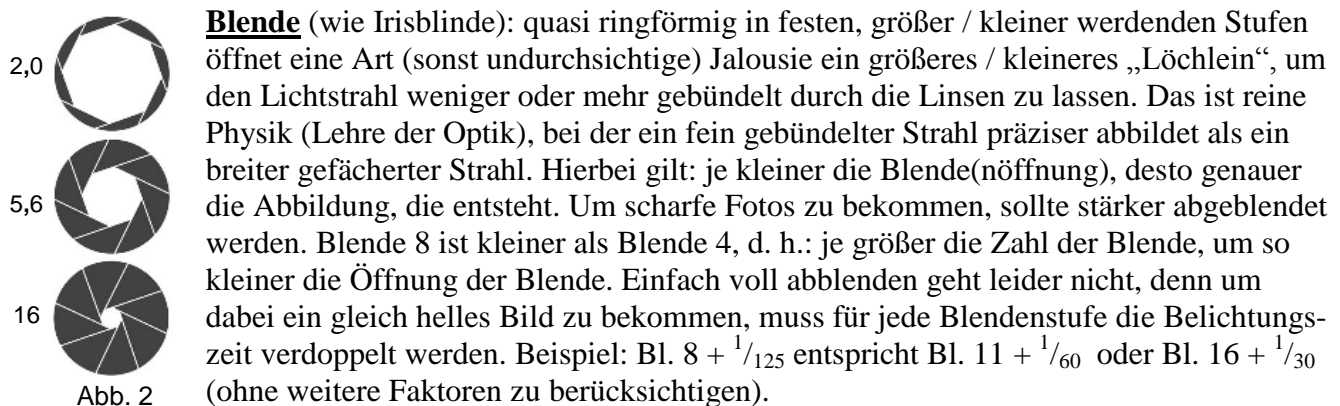 Blende (wie Irisblinde): quasi ringförmig in festen, größer / kleiner werdenden Stufen
öffnet eine Art (sonst undurchsichtige) Jalousie ein größeres / kleineres „Löchlein“, um
den Lichtstrahl weniger oder mehr gebündelt durch die Linsen zu lassen. Das ist reine
Physik (Lehre der Optik), bei der ein fein gebündelter Strahl präziser abbildet als ein
breiter gefächerter Strahl. Hierbei gilt: je kleiner die Blende(nöffnung), desto genauer
die Abbildung, die entsteht. Um scharfe Fotos zu bekommen, sollte stärker abgeblendet
werden. Blende 8 ist kleiner als Blende 4, d. h.: je größer die Zahl der Blende, um so
kleiner die Öffnung der Blende. Einfach voll abblenden geht leider nicht, denn um
dabei ein gleich helles Bild zu bekommen, muss für jede Blendenstufe die Belichtungs-
zeit verdoppelt werden. Beispiel: Bl. 8 + 1/125 entspricht Bl. 11 + 1/60 oder Bl. 16 + 1/30
(ohne weitere Faktoren zu berücksichtigen).
2,0
5,6
16
Abb. 2